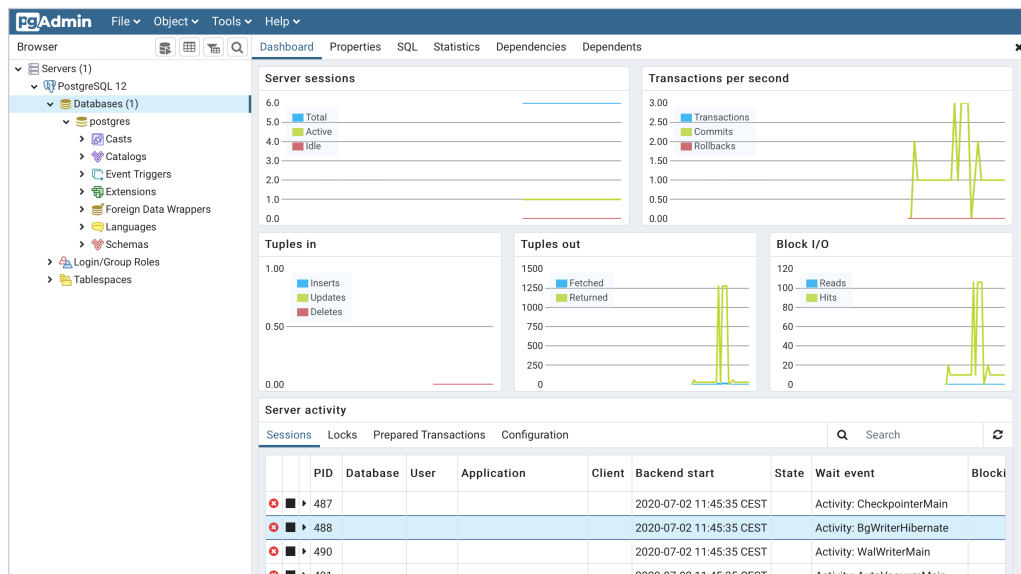 pgAdmin File Object Tools Help
Browser
Dashboard Properties SQL Statistics Dependencies Dependents
Servers (1)
PostgreSQL 12
Databases (1)
postgres
Casts
Catalogs
Event Triggers
Extensions
Foreign Data Wrappers
Languages
Schemas
Login/Group Roles
Tablespaces
Server sessions
6.0
5.0
4.0
3.0
2.0
1.0
0.0
Total
Active
Idle
Transactions per second
3.00
2.50
2.00
1.50
1.00
0.50
0.00
Transactions
Commits
Rollbacks
Tuples in
1.00
0.50
0.00
Inserts
Updates
Deletes
Tuples out
1500
1250
1000
750
500
250
0
Fetched
Returned
Block I/O
120
100
80
60
40
20
0
Reads
Hits
Server activity
Sessions Locks Prepared Transactions Configuration
Search
PID Database User Application Client Backend start State Wait event Blocki
487 2020-07-02 11:45:35 CEST Activity: CheckpointerMain
488 2020-07-02 11:45:35 CEST Activity: BgWriterHibernate
490 2020-07-02 11:45:35 CEST Activity: WalWriterMain